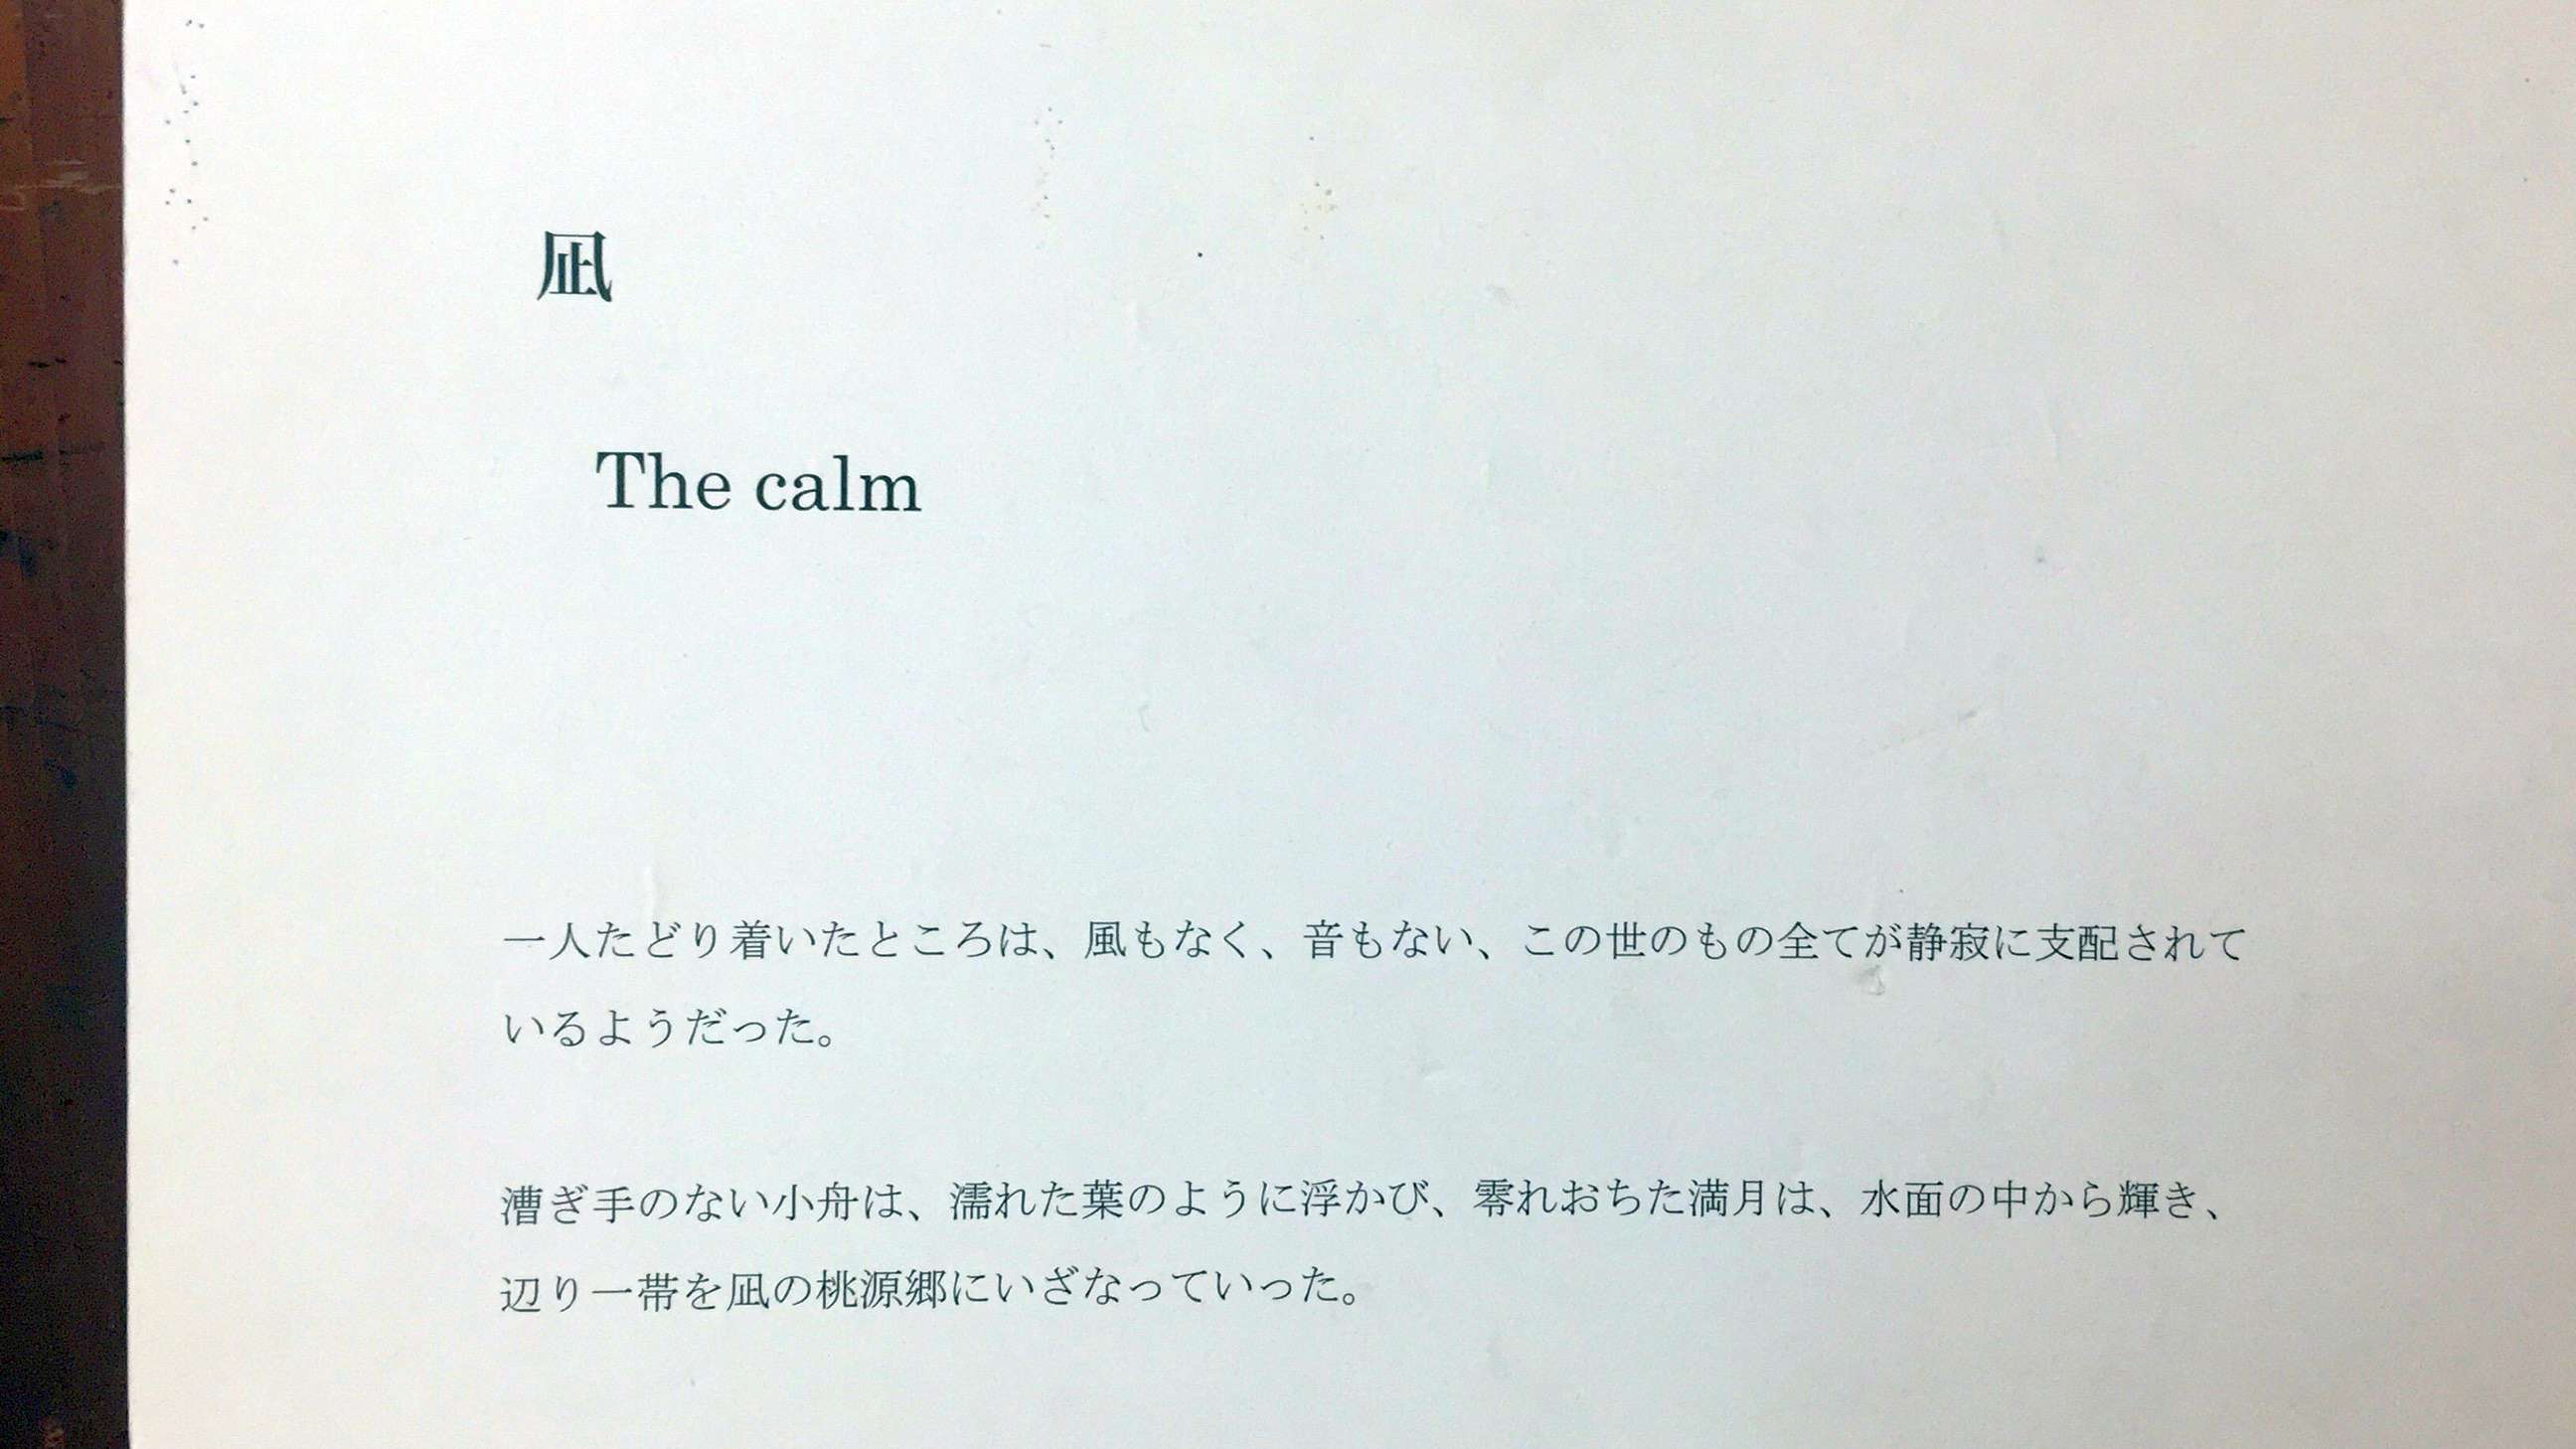 凪
The calm
一人たどり着いたところは、風もなく、音もない、この世のもの全てが静寂に支配されて
いるようだった。
漕ぎ手のない小舟は、濡れた葉のように浮かび、零れおちた満月は、水面の中から輝き、
辺り一帯を凪の桃源郷にいざなっていった。